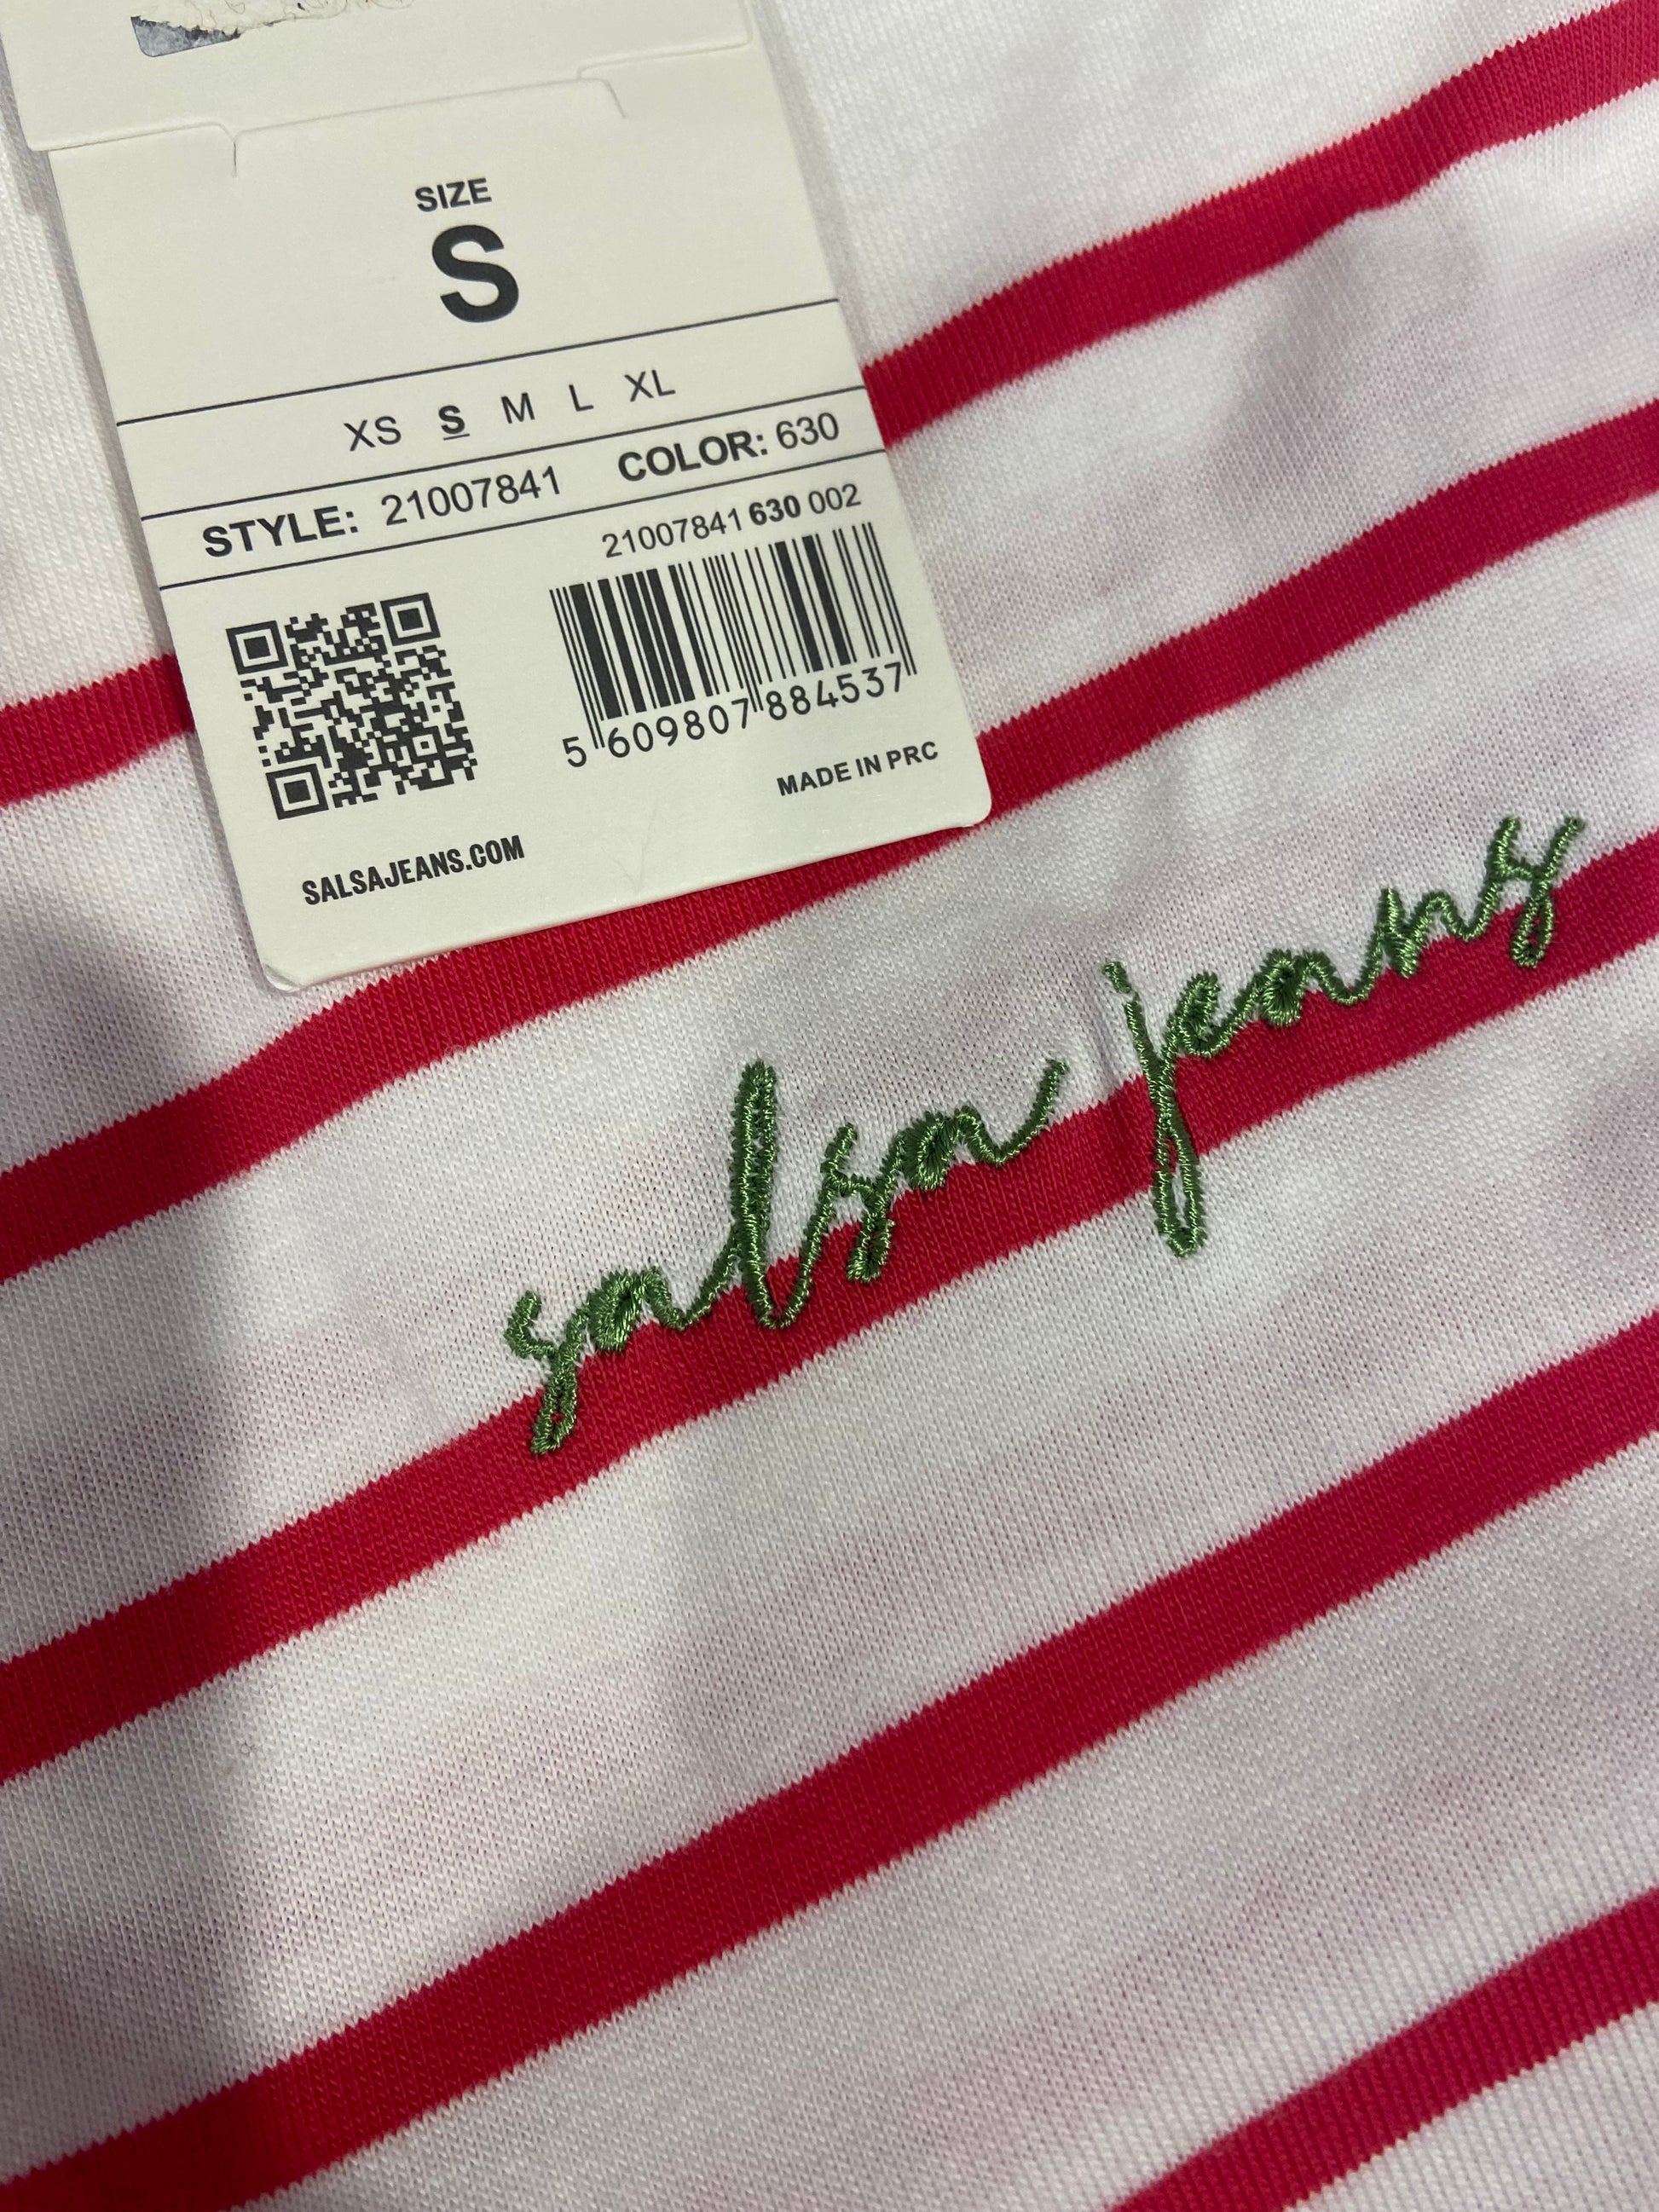 SIZE
S
XS S M L XL
STYLE: 21007841 COLOR: 630
21007841 630 002
5 609807 884537
MADE IN PRC
SALSAJEANS.COM
salsa jeans